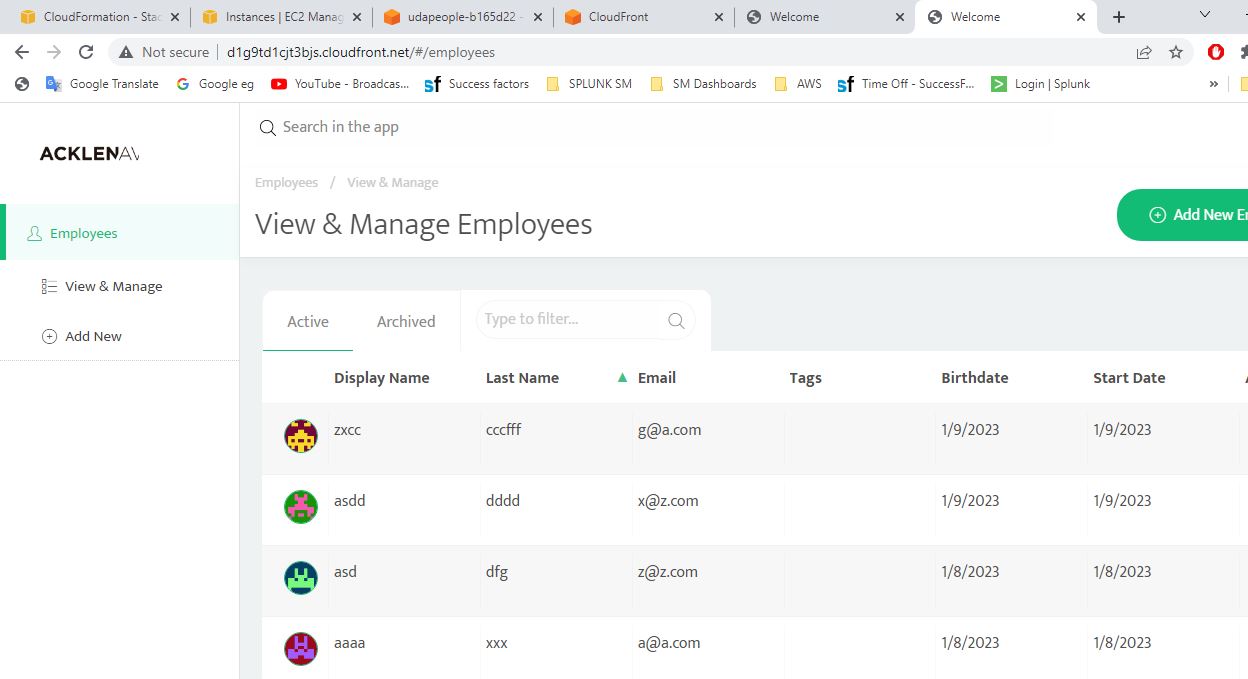 CloudFormation - Stac
Instances | EC2 Manag
udapeople-b165d22 -
CloudFront
Welcome
Welcome
Not secure
d1g9td1cjt3bjs.cloudfront.net/#/employees
Google Translate
Google eg
YouTube - Broadcas...
sf Success factors
SPLUNK SM
SM Dashboards
AWS
sf Time Off - SuccessF...
Login | Splunk
»
ACKLENAV
Search in the app
Employees / View & Manage
View & Manage Employees
Add New E
Employees
View & Manage
Add New
Active
Archived
Type to filter...
Display Name Last Name Email Tags Birthdate Start Date
zxcc cccfff g@a.com 1/9/2023 1/9/2023
asdd dddd x@z.com 1/9/2023 1/9/2023
asd dfg z@z.com 1/8/2023 1/8/2023
aaaa xxx a@a.com 1/8/2023 1/8/2023